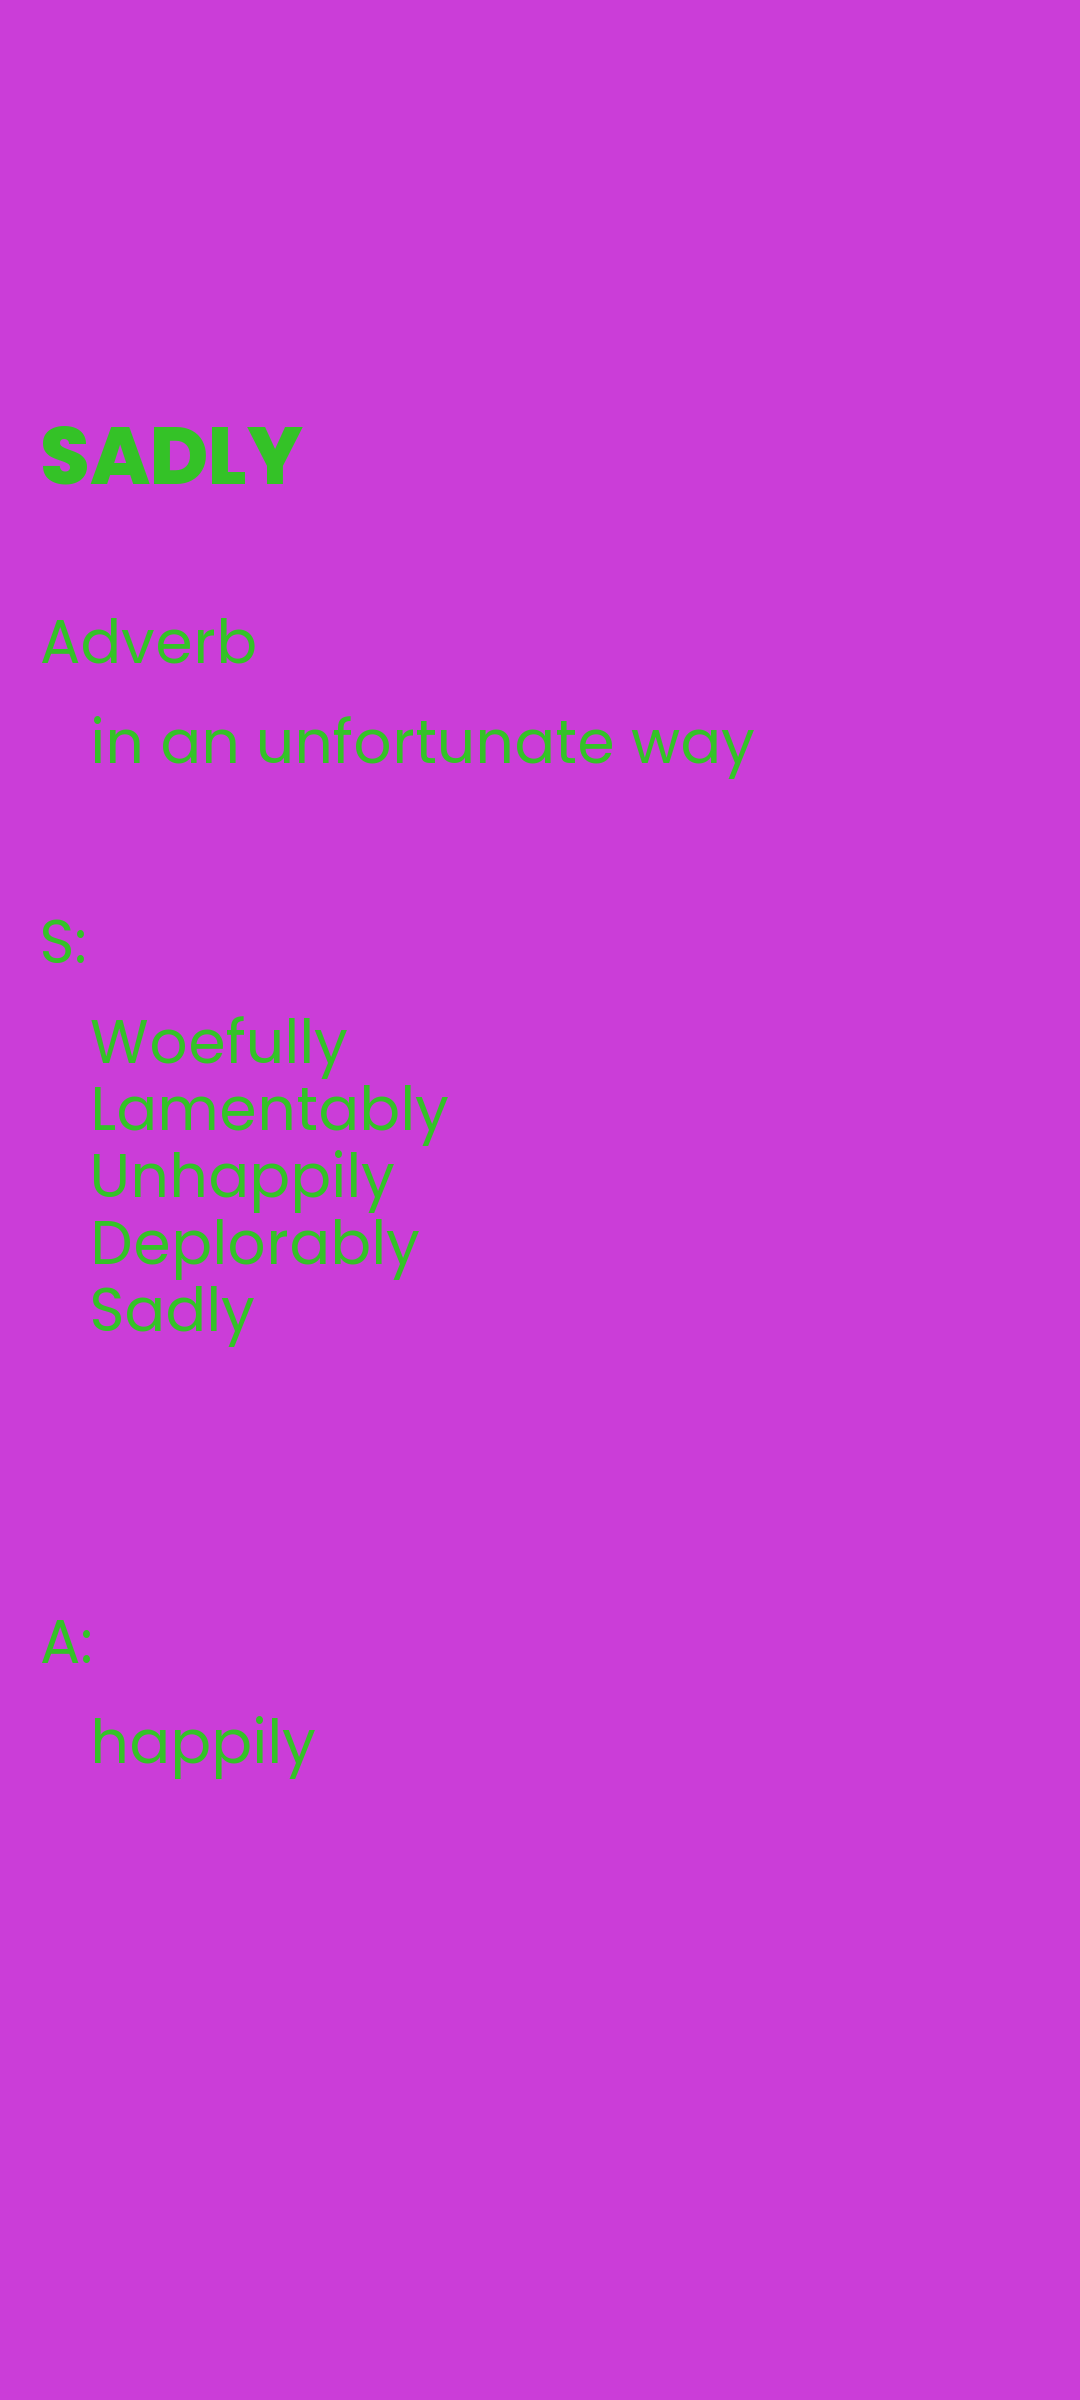 SADLY
Adverb
in an unfortunate way
S:
Woefully
Lamentably
Unhappily
Deplorably
Sadly
A:
happily